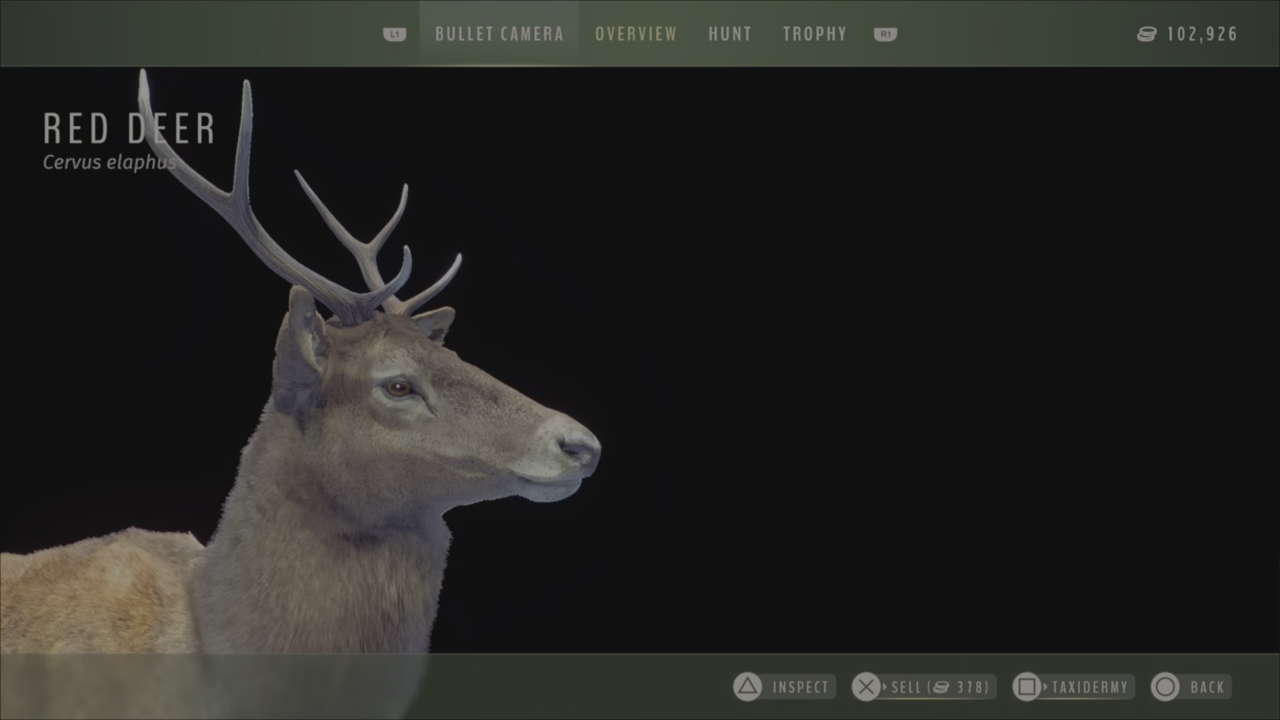 L1 BULLET CAMERA OVERVIEW HUNT TROPHY R1 102,926
RED DEER
Cervus elaphus
INSPECT SELL ( 378) TAXIDERMY BACK